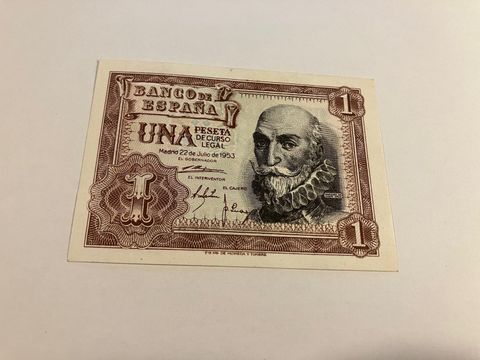 BANCO DE
ESPAÑA
1
UNA PESETA
DE CURSO
LEGAL
Madrid 22 de Julio de 1953
EL GOBERNADOR
EL INTERVENTOR
EL CAJERO
1
1